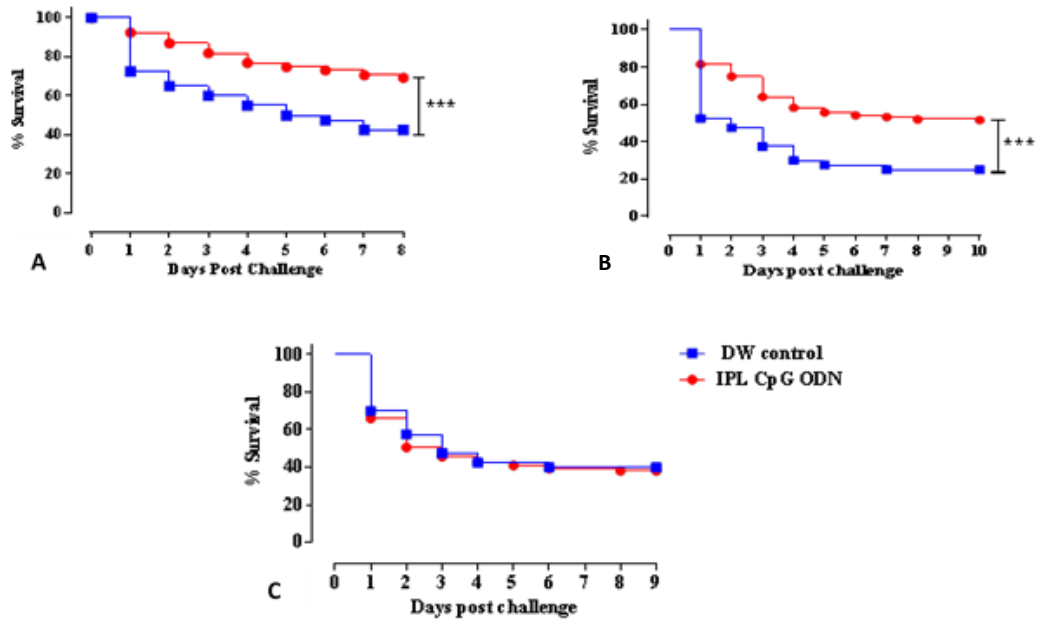 100
80
60
40
20
0
% Survival
***
0 1 2 3 4 5 6 7 8
Days Post Challenge
A
100
80
60
40
20
0
% Survival
***
0 1 2 3 4 5 6 7 8 9 10
Days post challenge
B
100
80
60
40
20
0
% Survival
0 1 2 3 4 5 6 7 8 9
Days post challenge
C
DW control
IPL CpG ODN